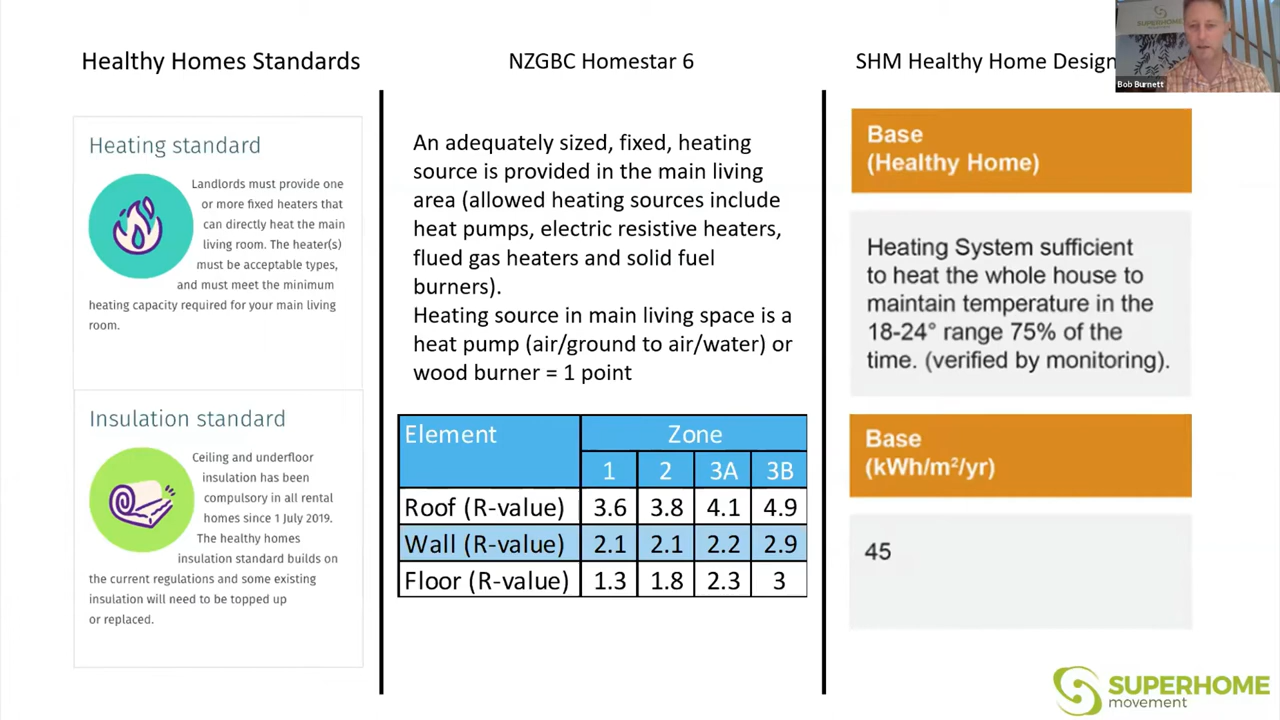 Healthy Homes Standards
Heating standard
Landlords must provide one
or more fixed heaters that
can directly heat the main
living room. The heater(s)
must be acceptable types,
and must meet the minimum
heating capacity required for your main living
room.
Insulation standard
Ceiling and underfloor
insulation has been
compulsory in all rental
homes since 1 July 2019.
The healthy homes
insulation standard builds on
the current regulations and some existing
insulation will need to be topped up
or replaced.
NZGBC Homestar 6
An adequately sized, fixed, heating
source is provided in the main living
area (allowed heating sources include
heat pumps, electric resistive heaters,
flued gas heaters and solid fuel
burners).
Heating source in main living space is a
heat pump (air/ground to air/water) or
wood burner = 1 point
Element Zone
1 2 3A 3B
Roof (R-value) 3.6 3.8 4.1 4.9
Wall (R-value) 2.1 2.1 2.2 2.9
Floor (R-value) 1.3 1.8 2.3 3
SHM Healthy Home Design
Base
(Healthy Home)
Heating System sufficient
to heat the whole house to
maintain temperature in the
18-24° range 75% of the
time. (verified by monitoring).
Base
(kWh/m²/yr)
45
SUPERHOME
Bob Burnett
SUPERHOME
movement